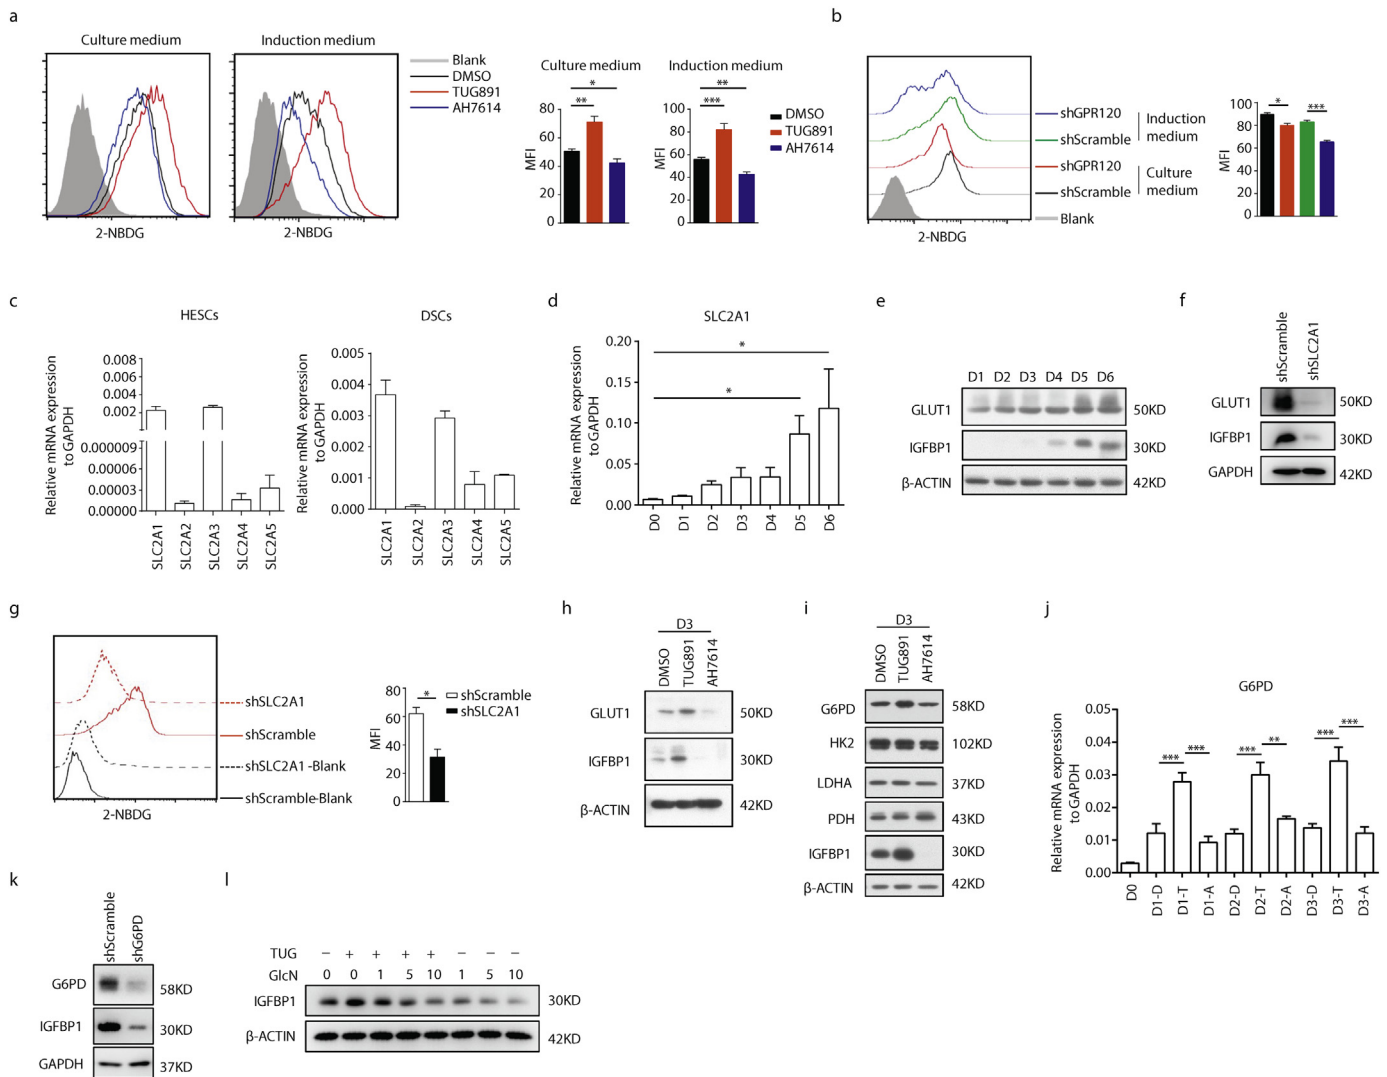 a
Culture medium
Induction medium
Blank
DMSO
TUG891
AH7614
2-NBDG
2-NBDG
Culture medium
MFI
80
60
40
20
0
*
**
Induction medium
MFI
100
80
60
40
20
0
**
***
DMSO
TUG891
AH7614
b
shGPR120
shScramble
Induction
medium
shGPR120
shScramble
Culture
medium
Blank
2-NBDG
MFI
100
80
60
40
20
0
*
***
c
HESCs
Relative mRNA expression
to GAPDH
0.008
0.006
0.004
0.002
0.000009
0.00006
0.00003
0.00000
SLC2A1
SLC2A2
SLC2A3
SLC2A4
SLC2A5
DSCs
Relative mRNA expression
to GAPDH
0.005
0.004
0.003
0.002
0.001
0.000
SLC2A1
SLC2A2
SLC2A3
SLC2A4
SLC2A5
d
SLC2A1
Relative mRNA expression
to GAPDH
0.20
0.15
0.10
0.05
0.00
*
*
D0
D1
D2
D3
D4
D5
D6
e
D1 D2 D3 D4 D5 D6
GLUT1 50KD
IGFBP1 30KD
β-ACTIN 42KD
f
shScramble
shSLC2A1
GLUT1 50KD
IGFBP1 30KD
GAPDH 42KD
g
shSLC2A1
shScramble
shSLC2A1 -Blank
shScramble-Blank
2-NBDG
MFI
80
60
40
20
0
*
shScramble
shSLC2A1
h
D3
DMSO
TUG891
AH7614
GLUT1 50KD
IGFBP1 30KD
β-ACTIN 42KD
i
D3
DMSO
TUG891
AH7614
G6PD 58KD
HK2 102KD
LDHA 37KD
PDH 43KD
IGFBP1 30KD
β-ACTIN 42KD
j
G6PD
Relative mRNA expression
to GAPDH
0.05
0.04
0.03
0.02
0.01
0.00
*** ***
*** **
*** ***
D0
D1-D
D1-T
D1-A
D2-D
D2-T
D2-A
D3-D
D3-T
D3-A
k
shScramble
shG6PD
G6PD 58KD
IGFBP1 30KD
GAPDH 37KD
l
TUG − + + + + − − −
GlcN 0 0 1 5 10 1 5 10
IGFBP1 30KD
β-ACTIN 42KD